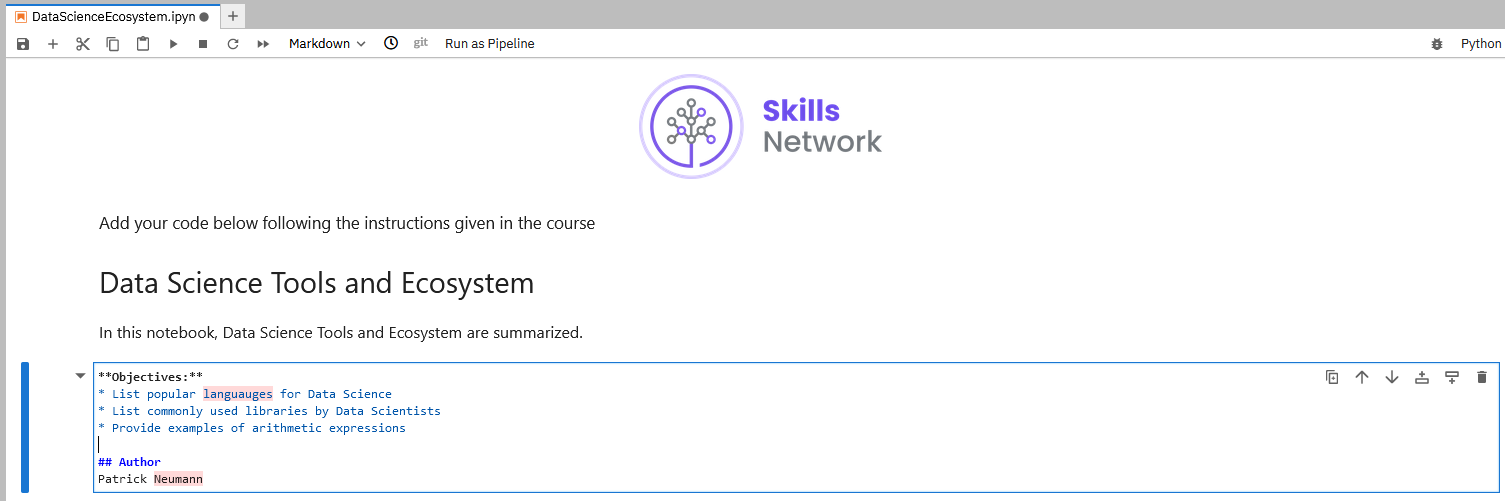 DataScienceEcosystem.ipyn
Markdown git Run as Pipeline Python
Skills
Network
Add your code below following the instructions given in the course
Data Science Tools and Ecosystem
In this notebook, Data Science Tools and Ecosystem are summarized.
**Objectives:**
* List popular languauges for Data Science
* List commonly used libraries by Data Scientists
* Provide examples of arithmetic expressions
## Author
Patrick Neumann